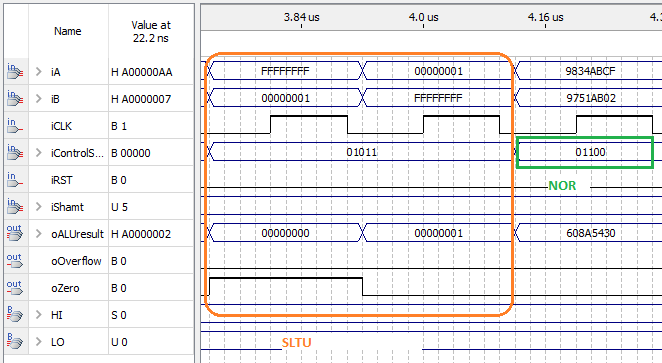 Name Value at 22.2 ns 3.84 us 4.0 us 4.16 us 4.3
in iA H A00000AA FFFFFFFF 00000001 9834ABCF
in iB H A0000007 00000001 FFFFFFFF 9751AB02
in iCLK B 1
in iControlS... B 00000 01011 01100
in iRST B 0 NOR
in iShamt U 5
out oALUresult H A0000002 00000000 00000001 608A5430
out oOverflow B 0
out oZero B 0
B HI S 0
B LO U 0 SLTU